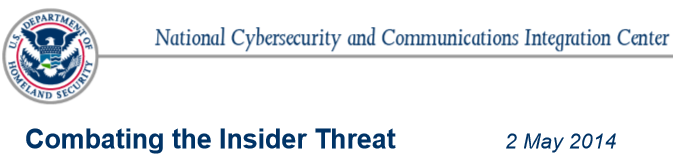 U.S. DEPARTMENT OF
HOMELAND SECURITY
National Cybersecurity and Communications Integration Center
Combating the Insider Threat 2 May 2014